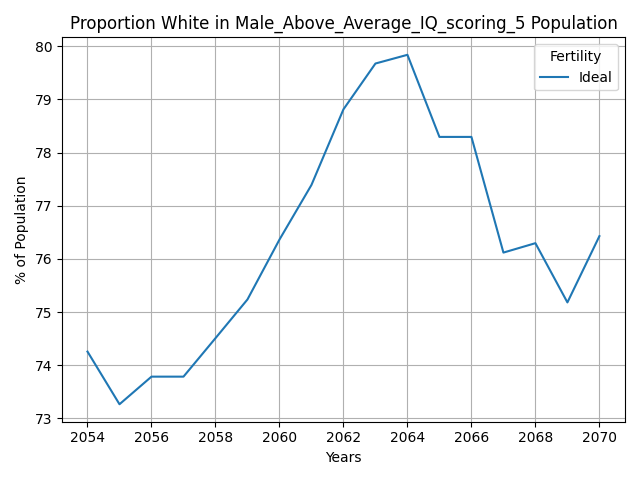 Proportion White in Male_Above_Average_IQ_scoring_5 Population
80
79
78
77
76
75
74
73
% of Population
Fertility
Ideal
2054 2056 2058 2060 2062 2064 2066 2068 2070
Years